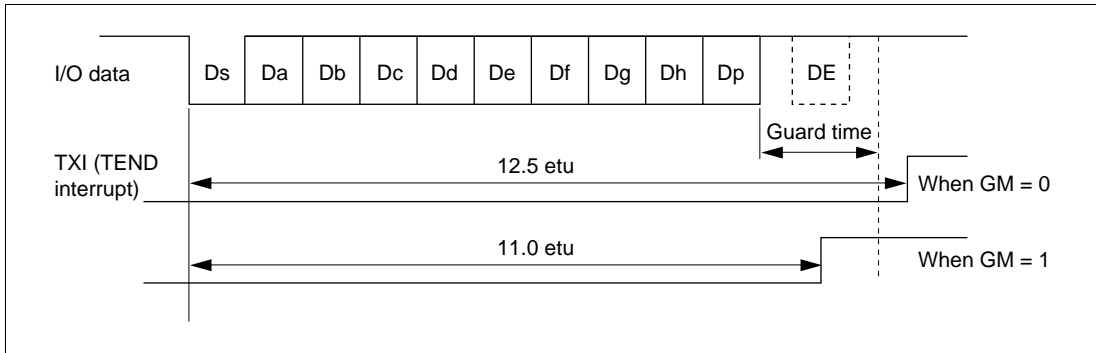 I/O data
Ds Da Db Dc Dd De Df Dg Dh Dp DE
Guard time
TXI (TEND
interrupt)
12.5 etu
When GM = 0
11.0 etu
When GM = 1